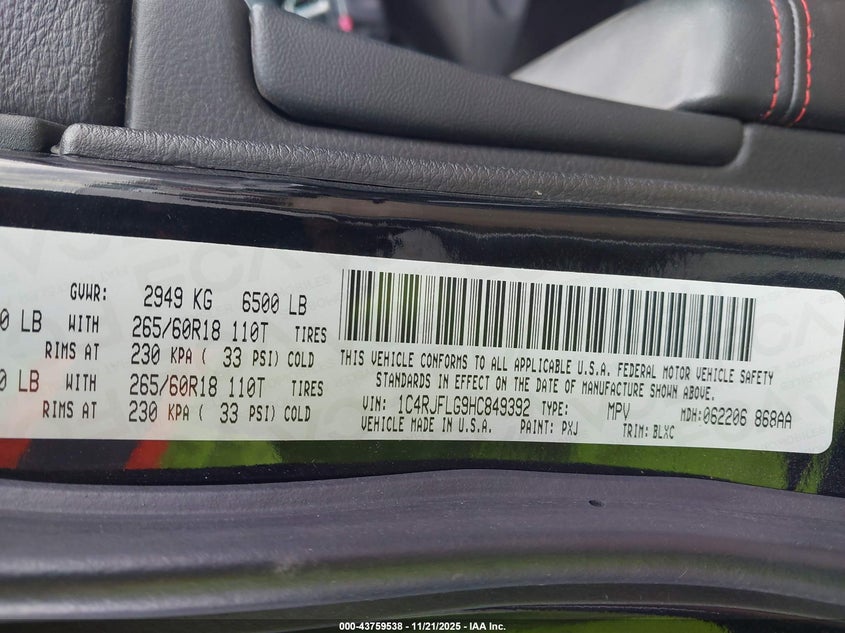 GVWR: 2949 KG 6500 LB
0 LB WITH 265/60R18 110T TIRES
RIMS AT 230 KPA ( 33 PSI) COLD
0 LB WITH 265/60R18 110T TIRES
RIMS AT 230 KPA ( 33 PSI) COLD
THIS VEHICLE CONFORMS TO ALL APPLICABLE U.S.A. FEDERAL MOTOR VEHICLE SAFETY
STANDARDS IN EFFECT ON THE DATE OF MANUFACTURE SHOWN ABOVE.
VIN: 1C4RJFLG9HC849392 TYPE: MPV MDH:062206 868AA
VEHICLE MADE IN U.S.A. PAINT: PXJ TRIM: BLXC
000-43759538 - 11/21/2025 - IAA Inc.